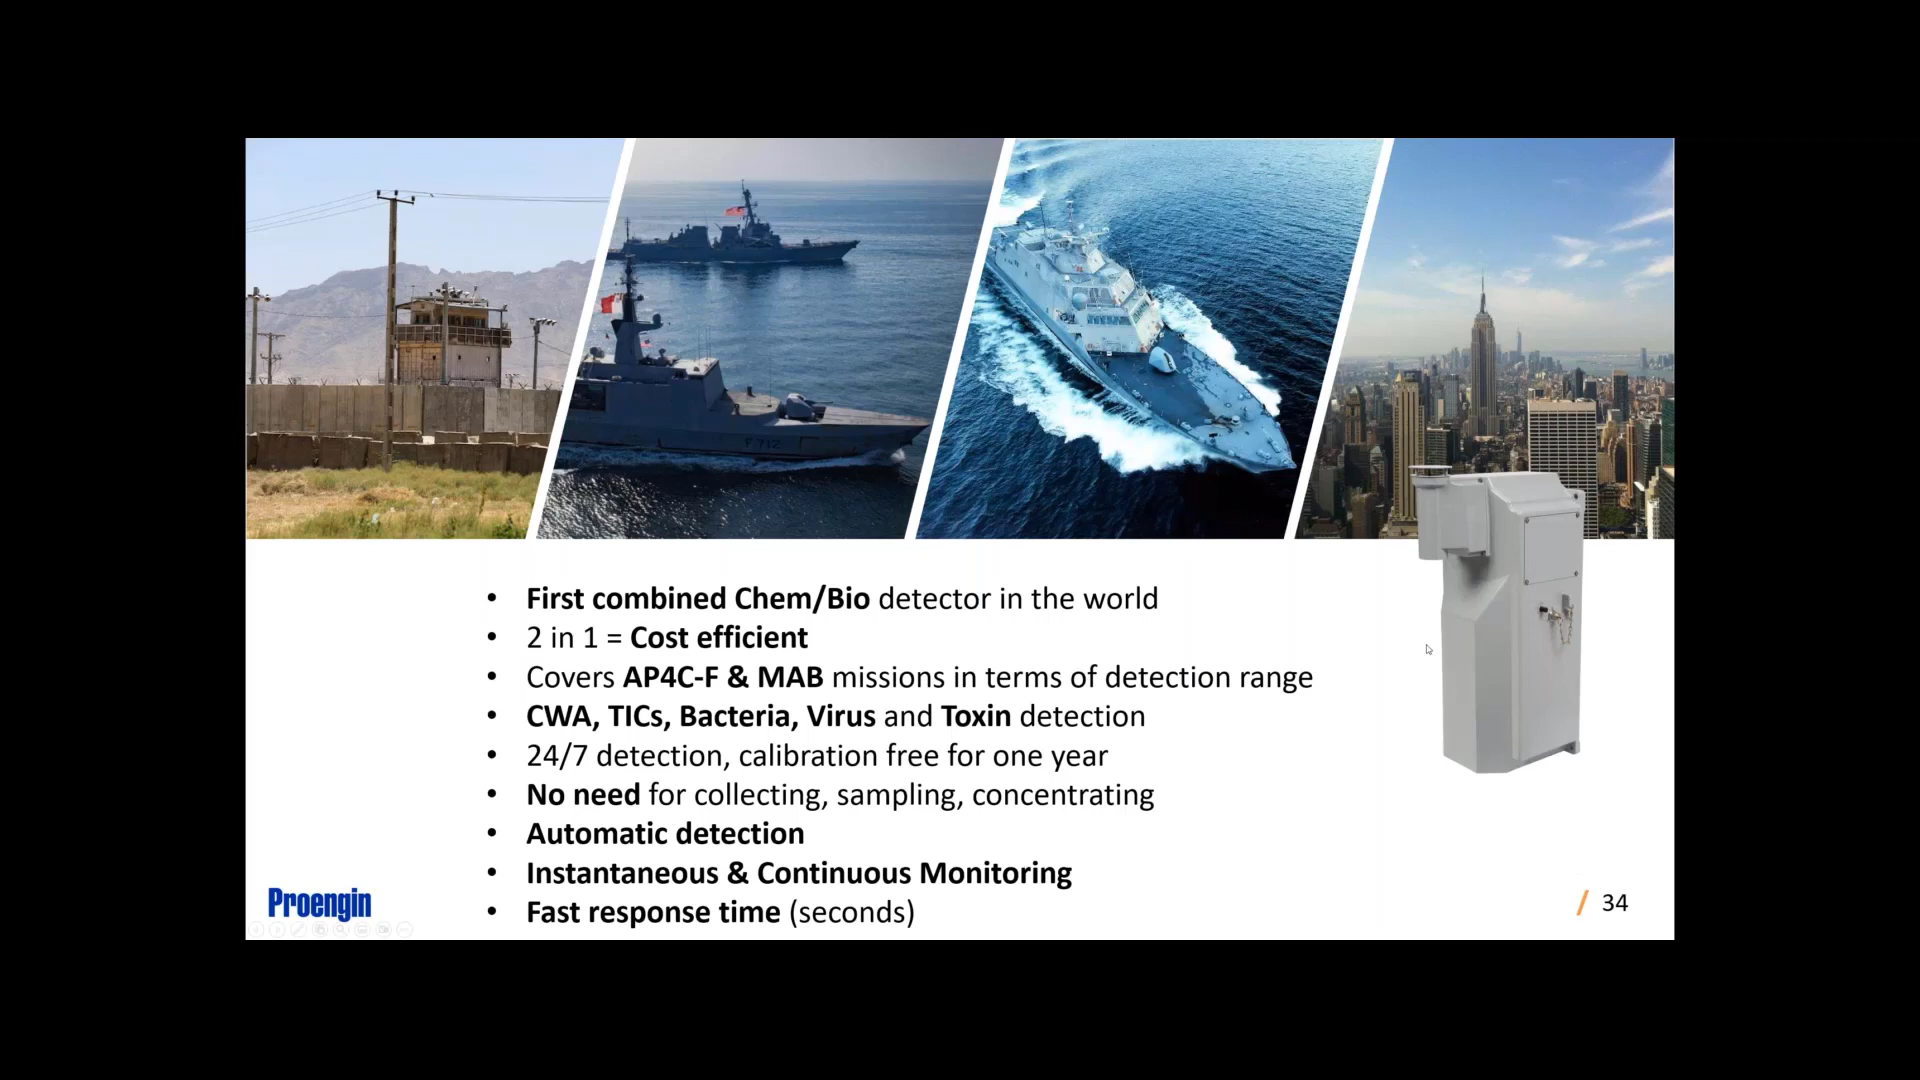 F 712
• First combined Chem/Bio detector in the world
• 2 in 1 = Cost efficient
• Covers AP4C-F & MAB missions in terms of detection range
• CWA, TICs, Bacteria, Virus and Toxin detection
• 24/7 detection, calibration free for one year
• No need for collecting, sampling, concentrating
• Automatic detection
• Instantaneous & Continuous Monitoring
• Fast response time (seconds)
Proengin
/ 34